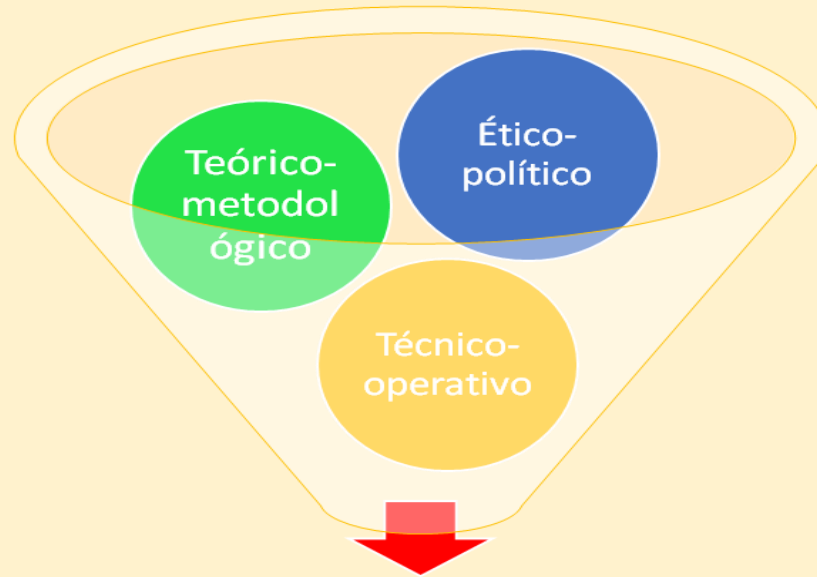 Teórico-
metodol
ógico
Ético-
político
Técnico-
operativo